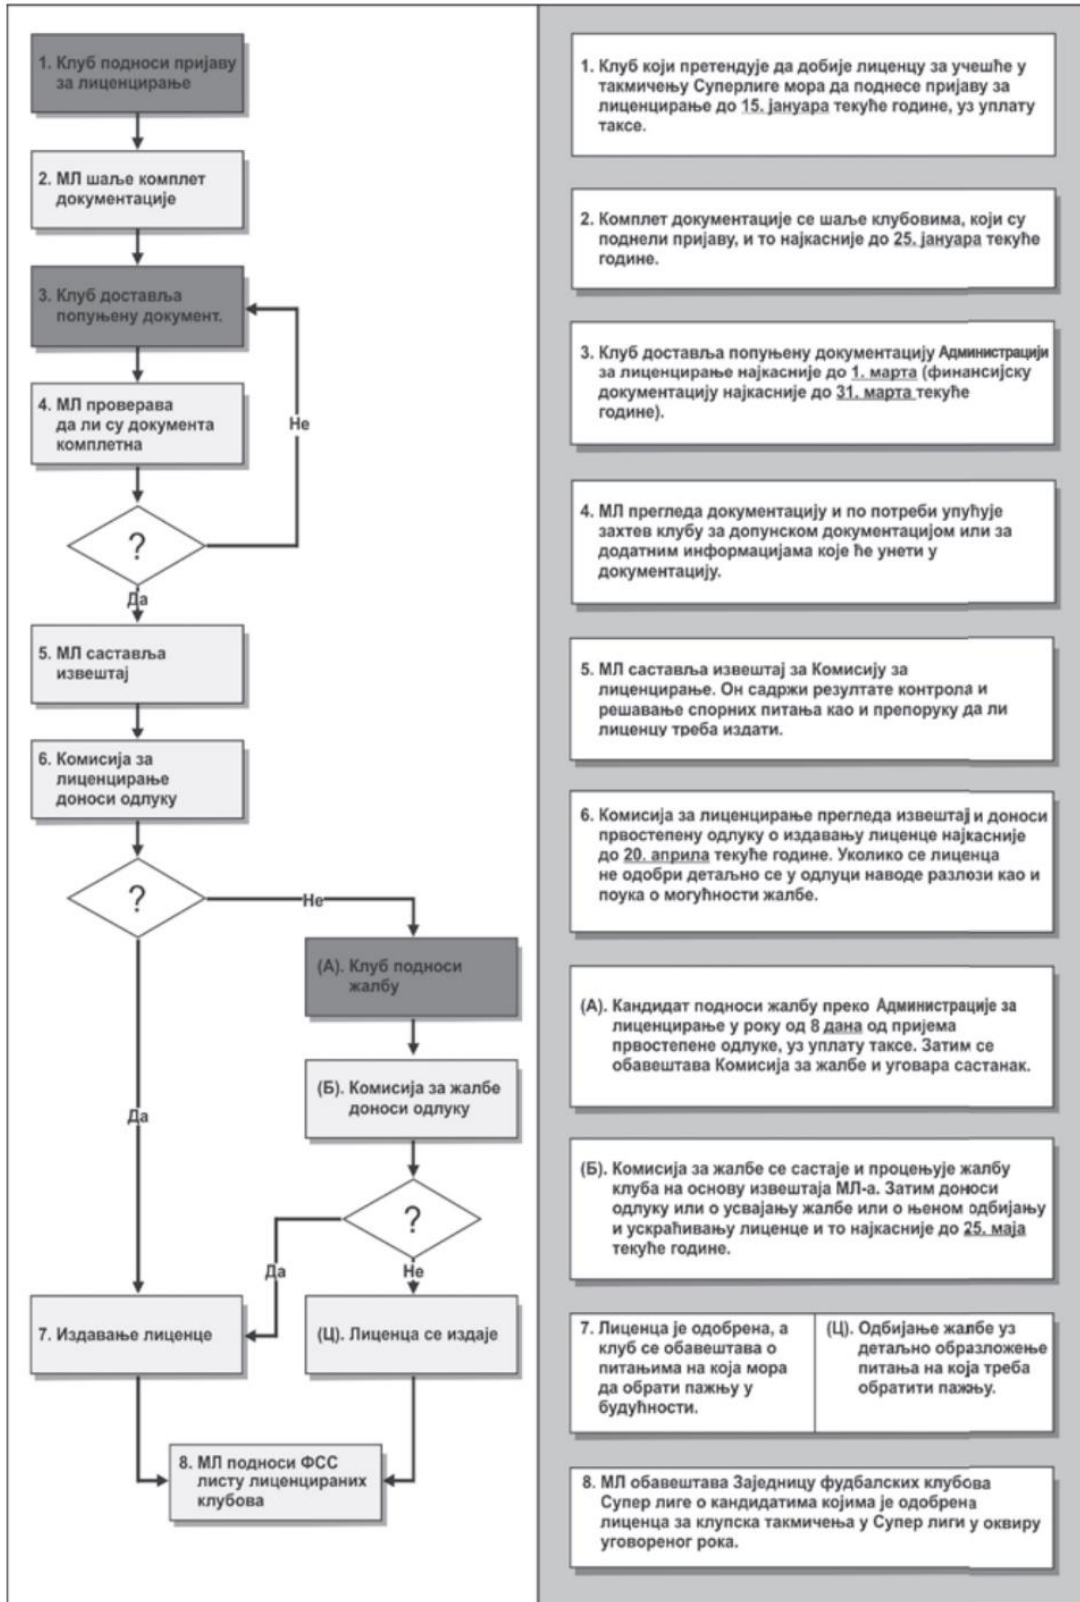 1. Клуб подноси пријаву
за лиценцирање
2. МЛ шаље комплет
документације
3. Клуб доставља
попуњену документ.
4. МЛ проверава
да ли су документа
комплетна
Не
?
Да
5. МЛ саставља
извештај
6. Комисија за
лиценцирање
доноси одлуку
?
Не
(А). Клуб подноси
жалбу
(Б). Комисија за жалбе
доноси одлуку
Да
?
Да
Не
7. Издавање лиценце
(Ц). Лиценца се издаје
8. МЛ подноси ФСС
листу лиценцираних
клубова
1. Клуб који претендује да добије лиценцу за учешће у
такмичењу Суперлиге мора да поднесе пријаву за
лиценцирање до 15. јануара текуће године, уз уплату
таксе.
2. Комплет документације се шаље клубовима, који су
поднели пријаву, и то најкасније до 25. јануара текуће
године.
3. Клуб доставља попуњену документацију Администрацији
за лиценцирање најкасније до 1. марта (финансијску
документацију најкасније до 31. марта текуће
године).
4. МЛ прегледа документацију и по потреби упућује
захтев клубу за допунском документацијом или за
додатним информацијама које ће унети у
документацију.
5. МЛ саставља извештај за Комисију за
лиценцирање. Он садржи резултате контрола и
решавање спорних питања као и препоруку да ли
лиценцу треба издати.
6. Комисија за лиценцирање прегледа извештај и доноси
првостепену одлуку о издавању лиценце најкасније
до 20. априла текуће године. Уколико се лиценца
не одобри детаљно се у одлуци наводе разлози као и
поука о могућности жалбе.
(А). Кандидат подноси жалбу преко Администрације за
лиценцирање у року од 8 дана од пријема
првостепене одлуке, уз уплату таксе. Затим се
обавештава Комисија за жалбе и уговара састанак.
(Б). Комисија за жалбе се састаје и процењује жалбу
клуба на основу извештаја МЛ-а. Затим доноси
одлуку или о усвајању жалбе или о њеном одбијању
и ускраћивању лиценце и то најкасније до 25. маја
текуће године.
7. Лиценца је одобрена, а
клуб се обавештава о
питањима на која мора
да обрати пажњу у
будућности.
(Ц). Одбијање жалбе уз
детаљно образложење
питања на која треба
обратити пажњу.
8. МЛ обавештава Заједницу фудбалских клубова
Супер лиге о кандидатима којима је одобрена
лиценца за клупска такмичења у Супер лиги у оквиру
уговореног рока.